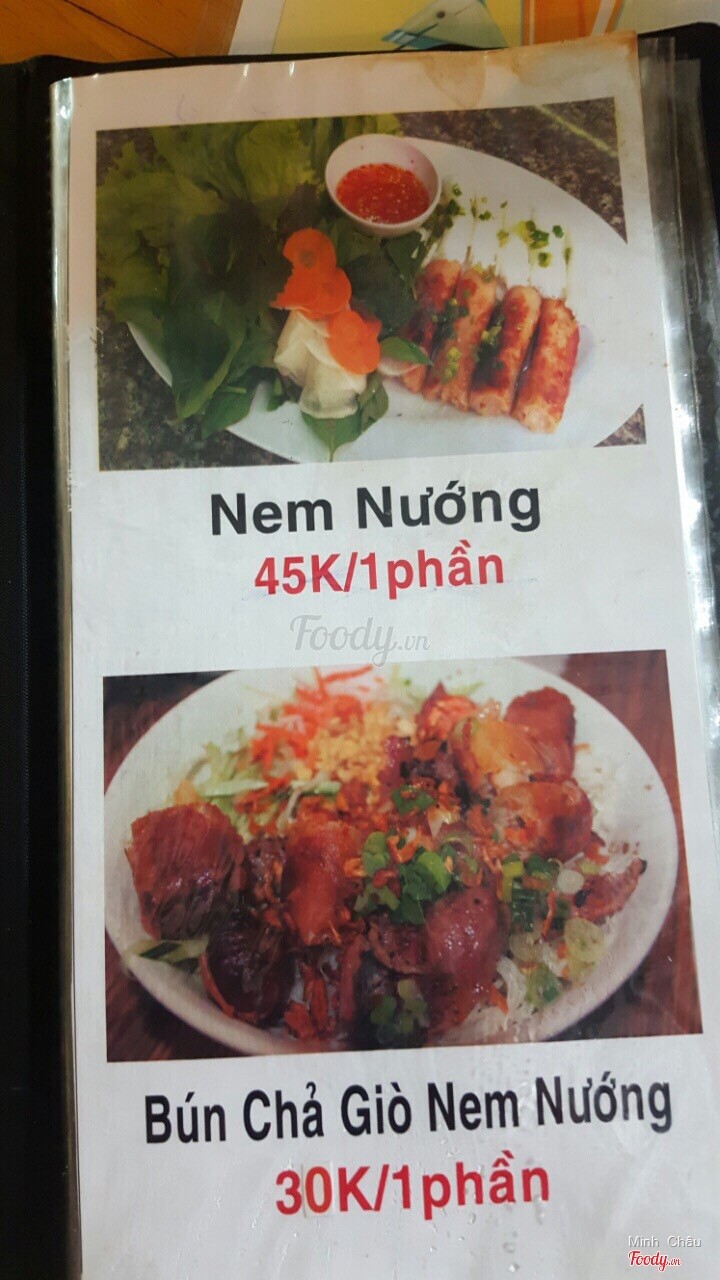 Nem Nướng
45K/1phần
Foody.vn
Bún Chả Giò Nem Nướng
30K/1phần
Minh Châu
Foody.vn